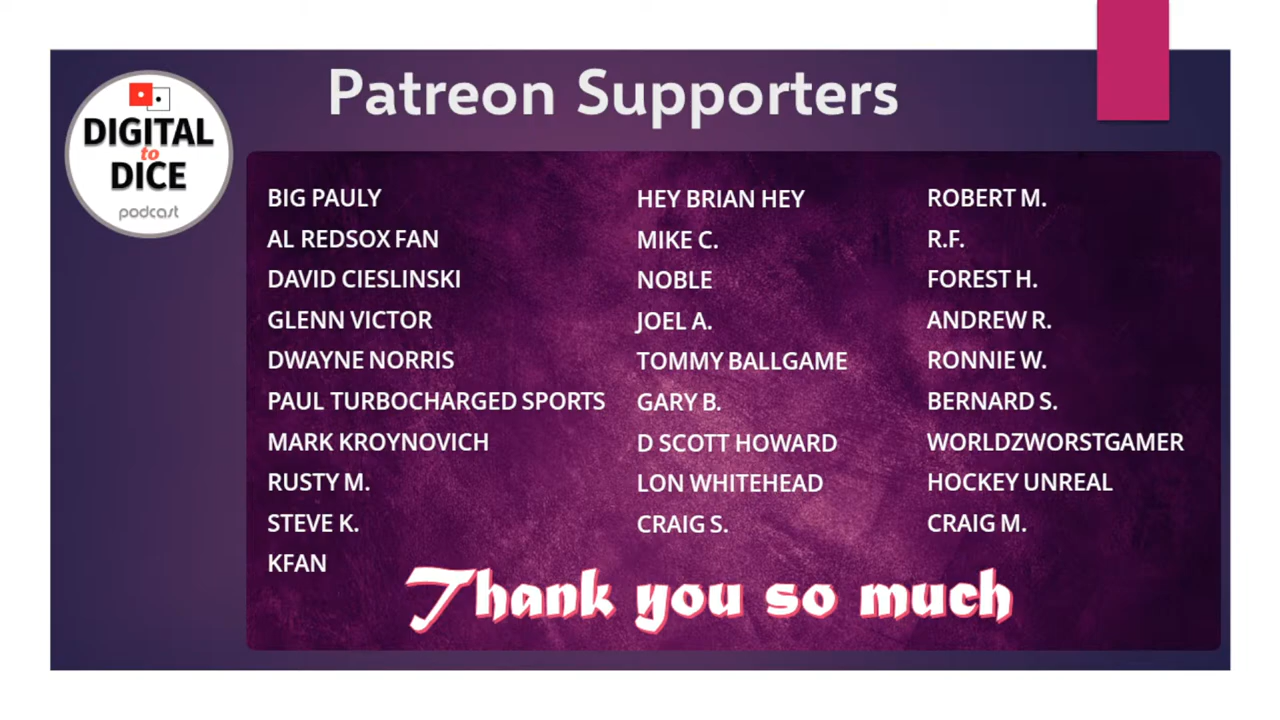 Patreon Supporters
DIGITAL
to
DICE
podcast
BIG PAULY
AL REDSOX FAN
DAVID CIESLINSKI
GLENN VICTOR
DWAYNE NORRIS
PAUL TURBOCHARGED SPORTS
MARK KROYNOVICH
RUSTY M.
STEVE K.
KFAN
HEY BRIAN HEY
MIKE C.
NOBLE
JOEL A.
TOMMY BALLGAME
GARY B.
D SCOTT HOWARD
LON WHITEHEAD
CRAIG S.
ROBERT M.
R.F.
FOREST H.
ANDREW R.
RONNIE W.
BERNARD S.
WORLDZWORSTGAMER
HOCKEY UNREAL
CRAIG M.
Thank you so much